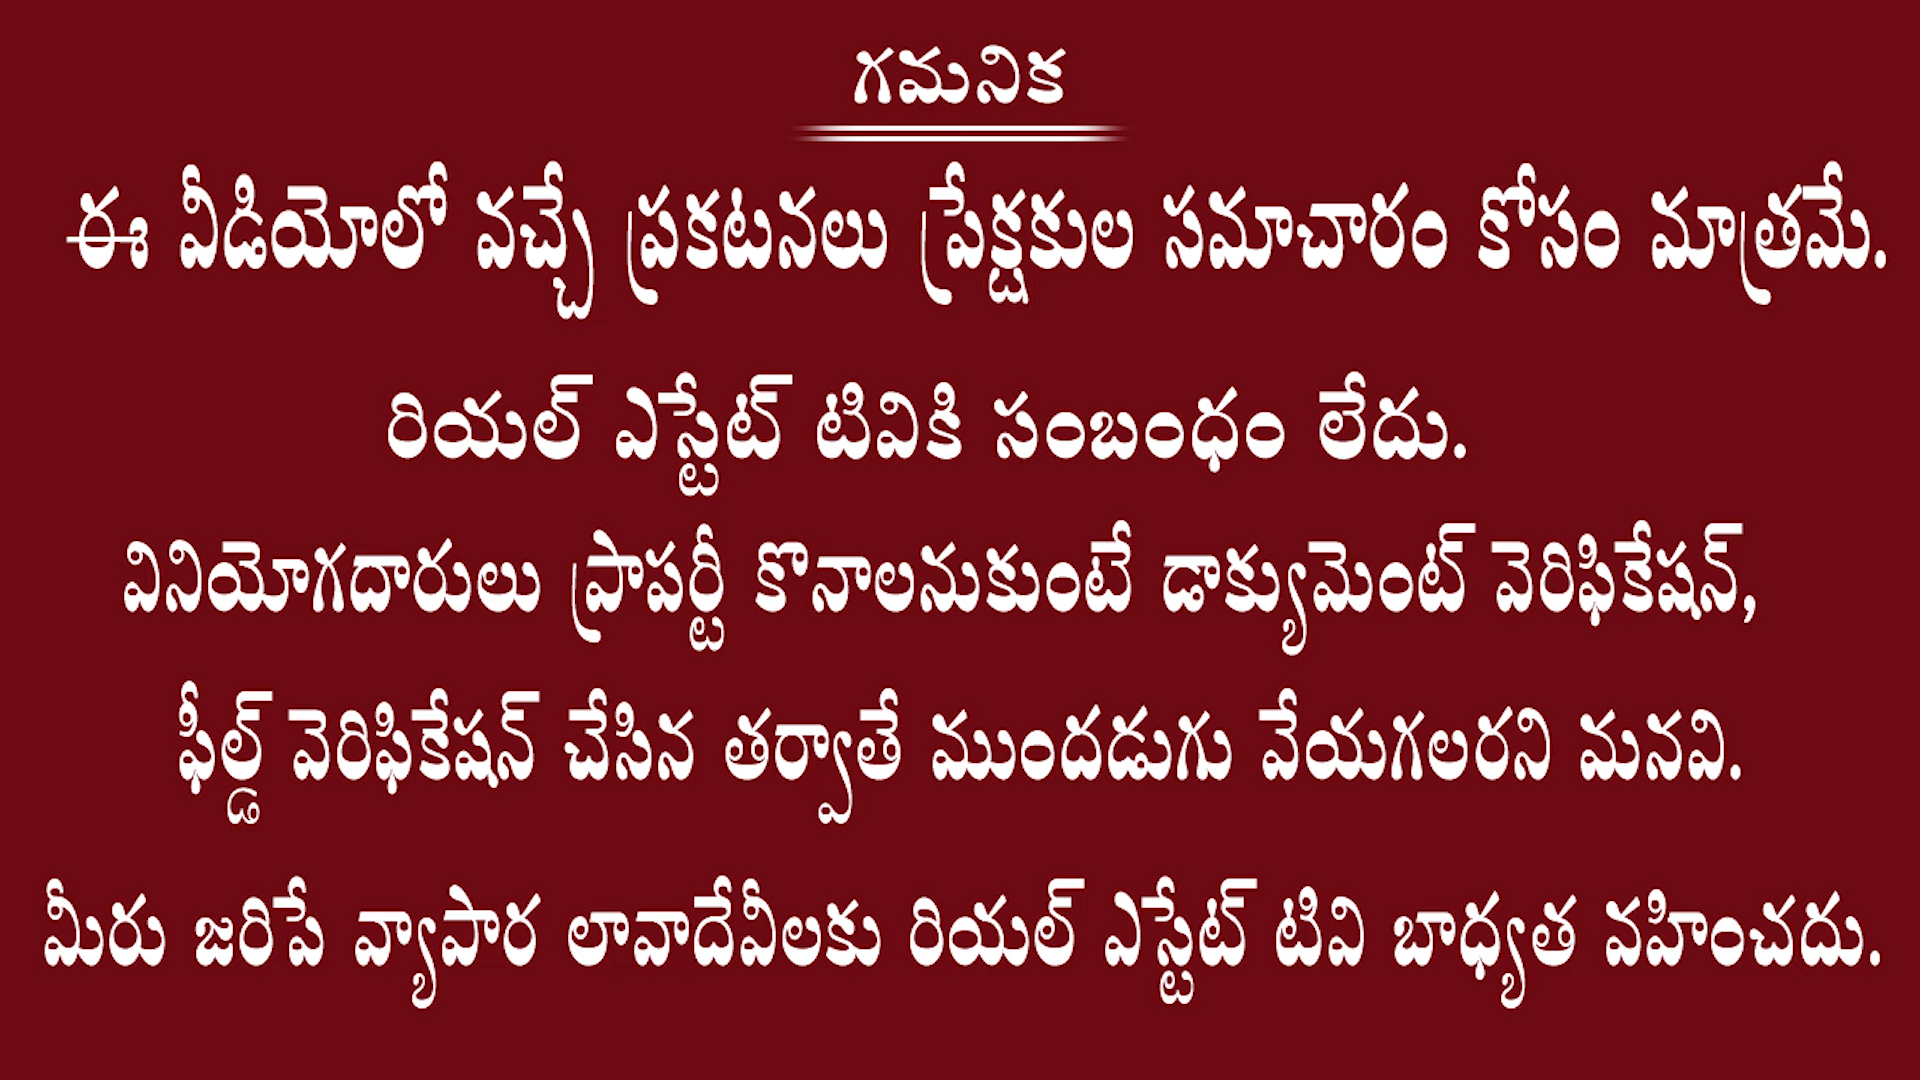 గమనిక
ఈ వీడియోలో వచ్చే ప్రకటనలు ప్రేక్షకుల సమాచారం కోసం మాత్రమే.
రియల్ ఎస్టేట్ టివికి సంబంధం లేదు.
వినియోగదారులు ప్రాపర్టీ కొనాలనుకుంటే డాక్యుమెంట్ వెరిఫికేషన్,
ఫీల్డ్ వెరిఫికేషన్ చేసిన తర్వాతే ముందడుగు వేయగలరని మనవి.
మీరు జరిపే వ్యాపార లావాదేవీలకు రియల్ ఎస్టేట్ టివి బాధ్యత వహించదు.